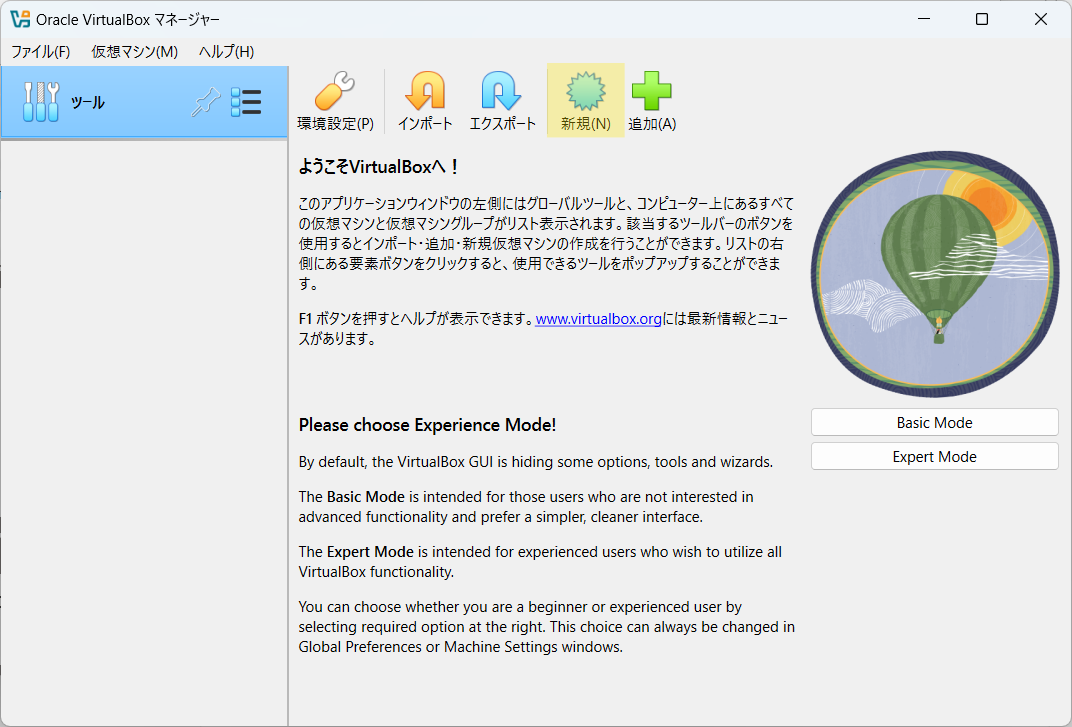 Oracle VirtualBox マネージャー
ファイル(F) 仮想マシン(M) ヘルプ(H)
ツール
環境設定(P) インポート エクスポート 新規(N) 追加(A)
ようこそVirtualBoxへ！
このアプリケーションウィンドウの左側にはグローバルツールと、コンピューター上にあるすべて
の仮想マシンと仮想マシングループがリスト表示されます。該当するツールバーのボタンを
使用するとインポート・追加・新規仮想マシンの作成を行うことができます。リストの右
側にある要素ボタンをクリックすると、使用できるツールをポップアップすることができま
す。
F1 ボタンを押すとヘルプが表示できます。www.virtualbox.orgには最新情報とニュー
スがあります。
Please choose Experience Mode!
By default, the VirtualBox GUI is hiding some options, tools and wizards.
The Basic Mode is intended for those users who are not interested in
advanced functionality and prefer a simpler, cleaner interface.
The Expert Mode is intended for experienced users who wish to utilize all
VirtualBox functionality.
You can choose whether you are a beginner or experienced user by
selecting required option at the right. This choice can always be changed in
Global Preferences or Machine Settings windows.
Basic Mode
Expert Mode